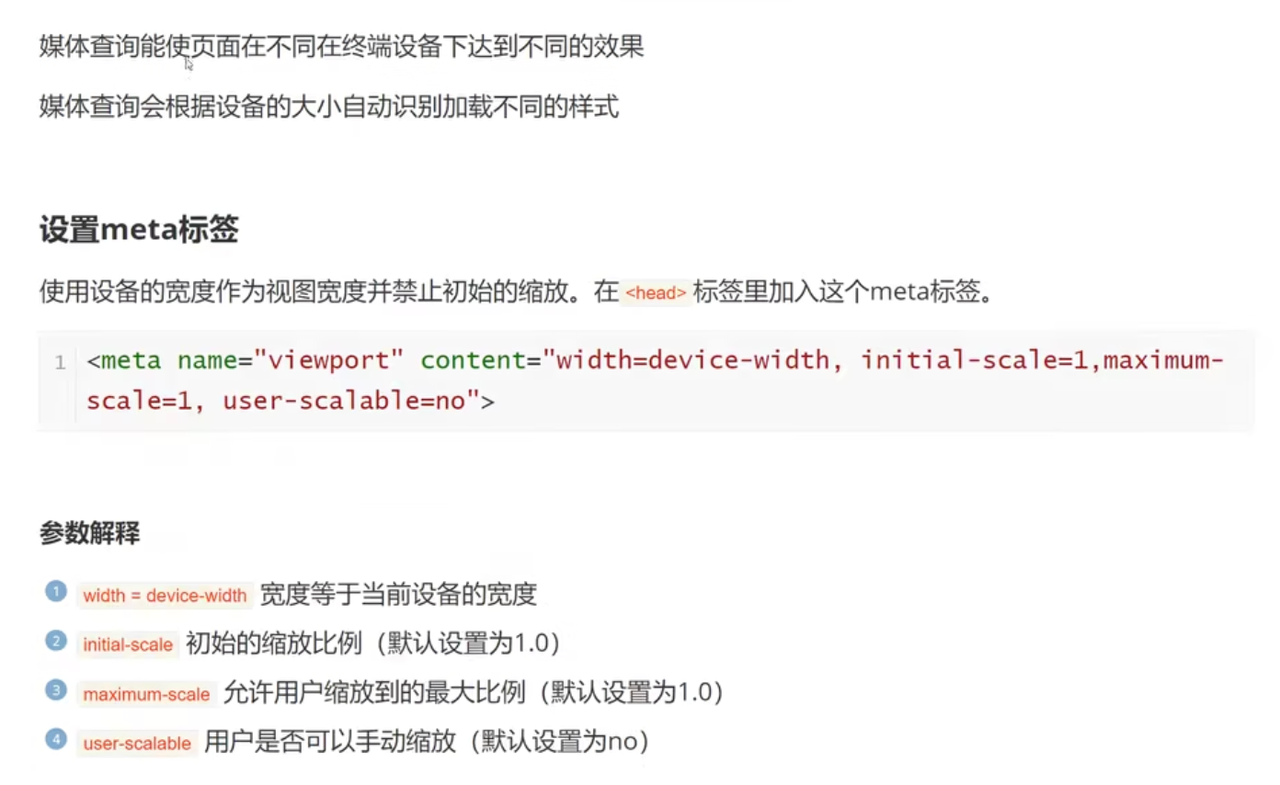 媒体查询能使页面在不同在终端设备下达到不同的效果
媒体查询会根据设备的大小自动识别加载不同的样式
设置meta标签
使用设备的宽度作为视图宽度并禁止初始的缩放。在 <head> 标签里加入这个meta标签。
1 <meta name="viewport" content="width=device-width, initial-scale=1,maximum-
scale=1, user-scalable=no">
参数解释
1 width = device-width 宽度等于当前设备的宽度
2 initial-scale 初始的缩放比例（默认设置为1.0）
3 maximum-scale 允许用户缩放到的最大比例（默认设置为1.0）
4 user-scalable 用户是否可以手动缩放（默认设置为no）